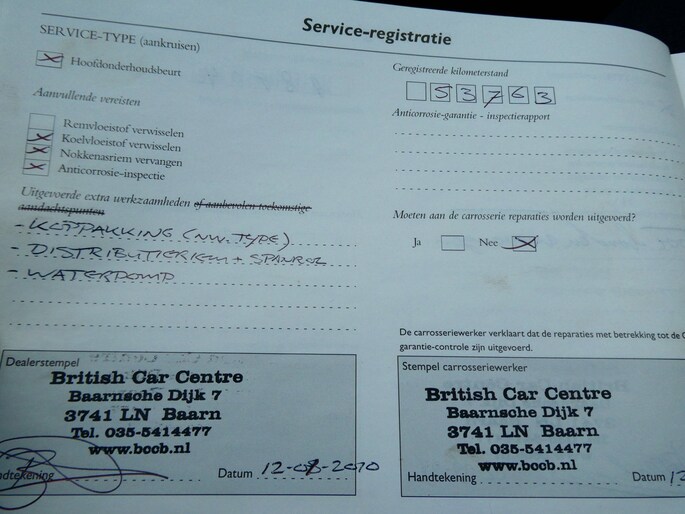 Service-registratie
SERVICE-TYPE (aankruisen)
Hoofdonderhoudsbeurt
Aanvullende vereisten
Remvloeistof verwisselen
Koelvloeistof verwisselen
Nokkenasriem vervangen
Anticorrosie-inspectie
Uitgevoerde extra werkzaamheden of aanbevolen toekomstige
aandachtspunten
- KOPPAKKING (NW. TYPE)
- DISTRIBUTIERIEM + SPANROL
- WATERPOMP
Dealerstempel
British Car Centre
Baarnsche Dijk 7
3741 LN Baarn
Tel. 035-5414477
www.boob.nl
Datum 12-08-2010
Geregistreerde kilometerstand
53763
Anticorrosie-garantie - inspectierapport
Moeten aan de carrosserie reparaties worden uitgevoerd?
Ja Nee
De carrosseriewerker verklaart dat de reparaties met betrekking tot de
garantie-controle zijn uitgevoerd.
Stempel carrosseriewerker
British Car Centre
Baarnsche Dijk 7
3741 LN Baarn
Tel. 035-5414477
www.boob.nl
Handtekening Datum